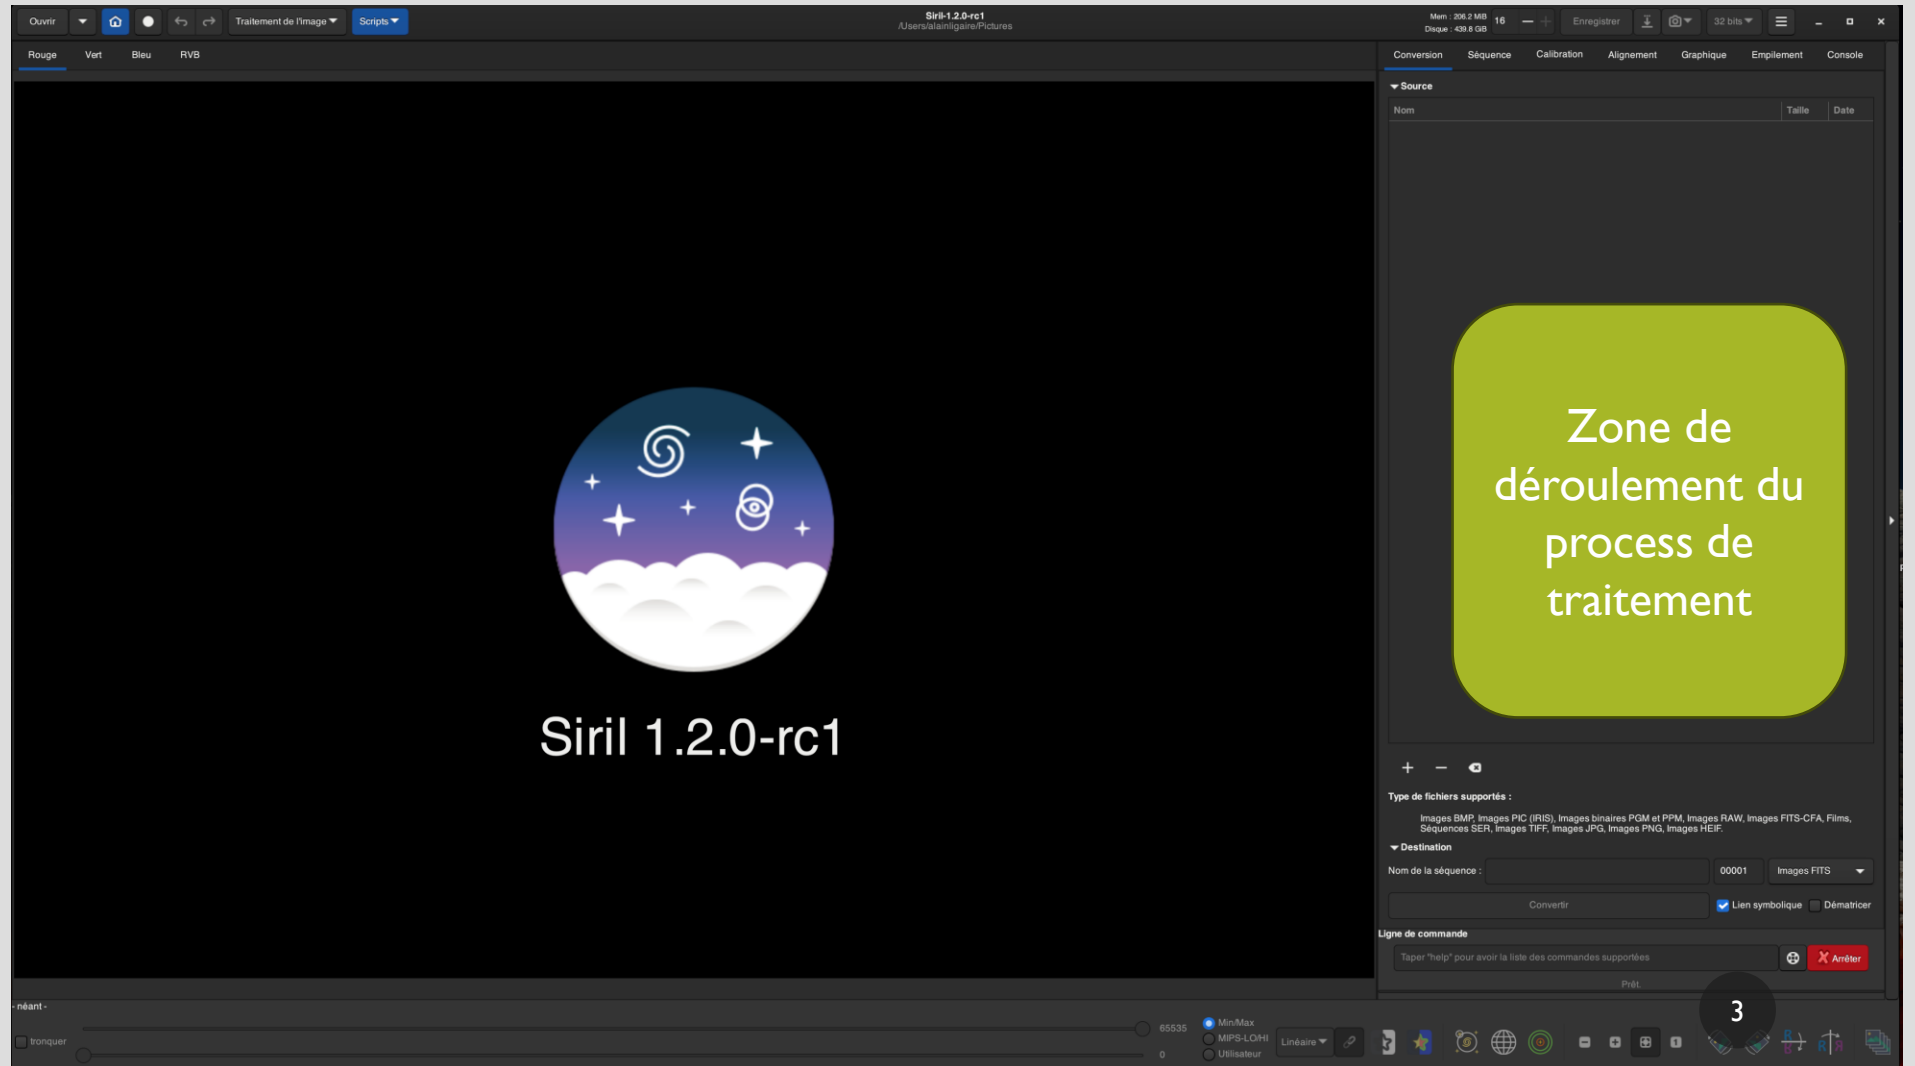 Ouvrir
Traitement de l'image
Scripts
Siril-1.2.0-rc1
/Users/alainligaire/Pictures
Mem : 206.2 MiB
Disque : 439.8 GiB
16
Enregistrer
32 bits
Rouge Vert Bleu RVB
Conversion Séquence Calibration Alignement Graphique Empilement Console
Source
Nom Taille Date
Zone de
déroulement du
process de
traitement
Siril 1.2.0-rc1
Type de fichiers supportés :
Images BMP, Images PIC (IRIS), Images binaires PGM et PPM, Images RAW, Images FITS-CFA, Films,
Séquences SER, Images TIFF, Images JPG, Images PNG, Images HEIF.
Destination
Nom de la séquence : 00001 Images FITS
Convertir Lien symbolique Dématricer
Ligne de commande
Taper "help" pour avoir la liste des commandes supportées Arrêter
Prêt.
3
- néant -
tronquer
65535
0
Min/Max
MIPS-LO/HI
Utilisateur
Linéaire